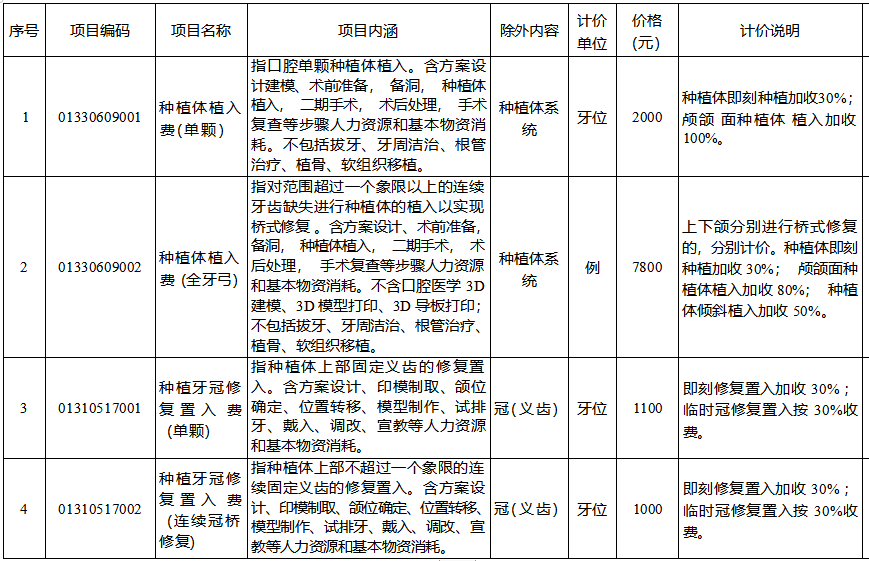 序号
项目编码
项目名称
项目内涵
除外内容
计价
单位
价格
(元)
计价说明
1
01330609001
种植体植入
费(单颗)
指口腔单颗种植体植入。含方案设
计建模、术前准备， 备洞， 种植体
植入， 二期手术， 术后处理， 手术
复查等步骤人力资源和基本物资消
耗。不包括拔牙、牙周洁治、根管
治疗、植骨、软组织移植。
种植体系
统
牙位
2000
种植体即刻种植加收30%；
颅颌 面种植体 植入加收
100%。
2
01330609002
种植体植入
费 (全牙弓)
指对范围超过一个象限以上的连续
牙齿缺失进行种植体的植入以实现
桥式修复 。含方案设计、术前准备，
备洞， 种植体植入， 二期手术， 术
后处理， 手术复查等步骤人力资源
和基本物资消耗。不含口腔医学 3D
建模、3D 模型打印、3D 导板打印；
不包括拔牙、牙周洁治、根管治疗、
植骨、软组织移植。
种植体系
统
例
7800
上下颌分别进行桥式修复
的，分别计价。种植体即刻
种植加收 30%； 颅颌面种
植体植入加收 80%； 种植
体倾斜植入加收 50%。
3
01310517001
种植牙冠修
复置入费
(单颗)
指种植体上部固定义齿的修复置
入。含方案设计、印模制取、颌位
确定、位置转移、模型制作、试排
牙、戴入、调改、宣教等人力资源
和基本物资消耗。
冠(义齿)
牙位
1100
即刻修复置入加收 30%；
临时冠修复置入按 30%收
费。
4
01310517002
种植牙冠修
复置入费
(连续冠桥
修复)
指种植体上部不超过一个象限的连
续固定义齿的修复置入。含方案设
计、印模制取、颌位确定、位置转移、
模型制作、试排牙、戴入、调改、宣
教等人力资源和基本物资消耗。
冠(义齿)
牙位
1000
即刻修复置入加收 30%；
临时冠修复置入按 30%收
费。